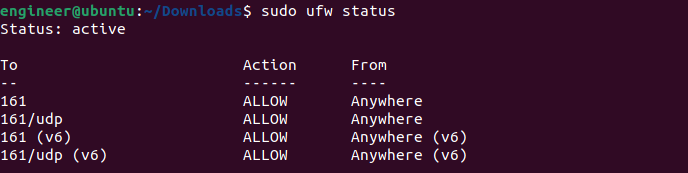 engineer@ubuntu:~/Downloads$ sudo ufw status
Status: active

To                         Action      From
--                         ------      ----
161                        ALLOW       Anywhere
161/udp                    ALLOW       Anywhere
161 (v6)                   ALLOW       Anywhere (v6)
161/udp (v6)               ALLOW       Anywhere (v6)